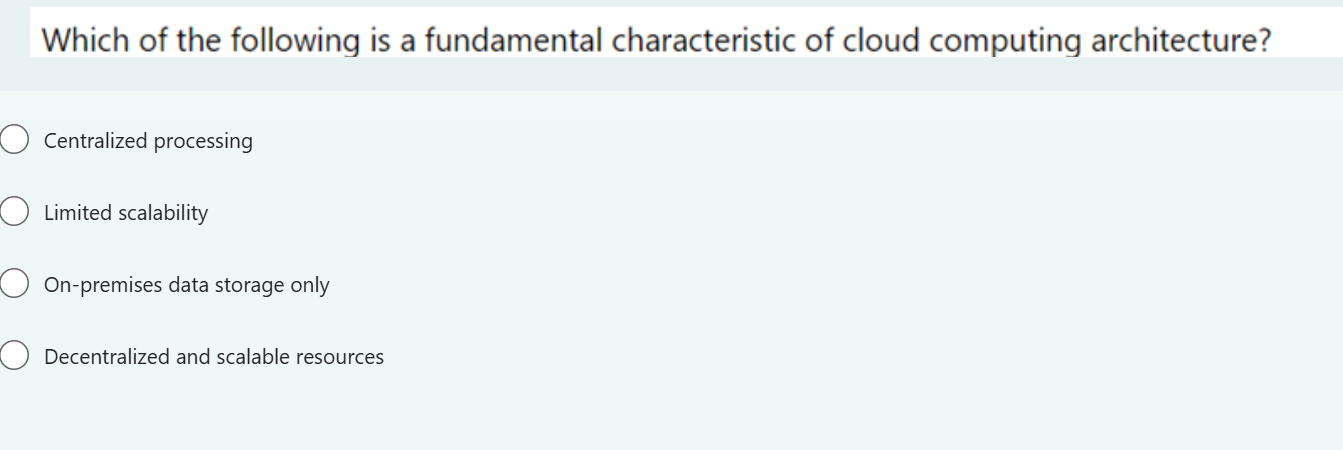 Which of the following is a fundamental characteristic of cloud computing architecture?
Centralized processing
Limited scalability
On-premises data storage only
Decentralized and scalable resources